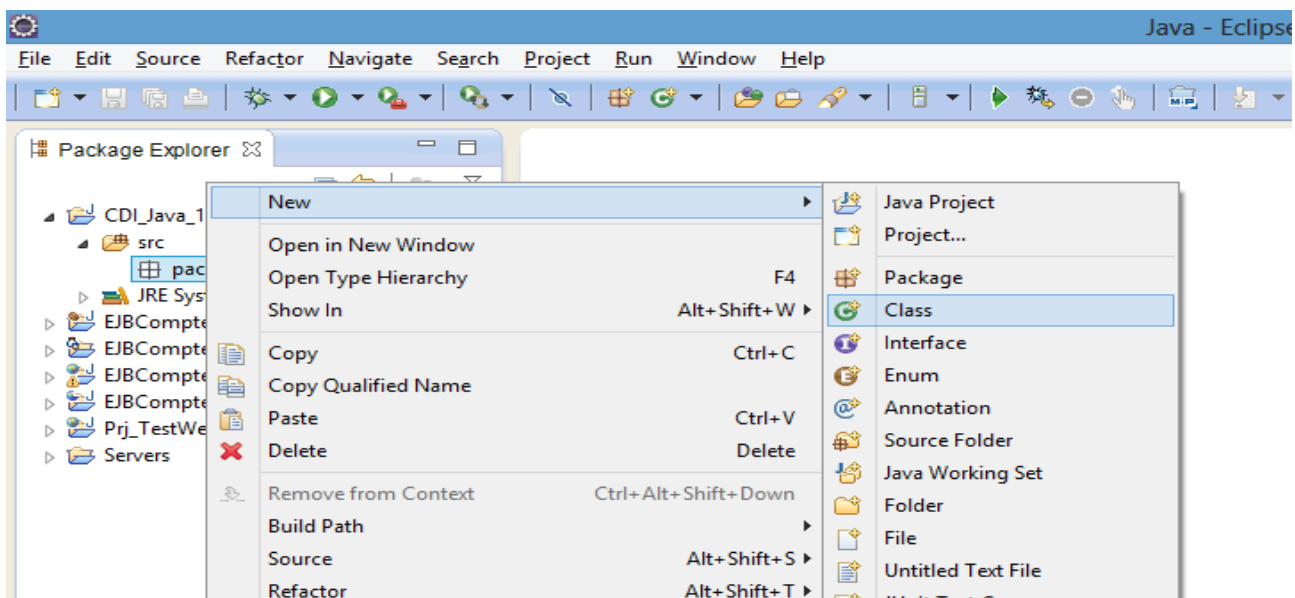 Java - Eclipse
File Edit Source Refactor Navigate Search Project Run Window Help
Package Explorer
CDI_Java_1
src
pac
JRE Syst
EJBCompte
EJBCompte
EJBCompte
EJBCompte
Prj_TestWe
Servers
New
Open in New Window
Open Type Hierarchy F4
Show In Alt+Shift+W
Copy Ctrl+C
Copy Qualified Name
Paste Ctrl+V
Delete Delete
Remove from Context Ctrl+Alt+Shift+Down
Build Path
Source Alt+Shift+S
Refactor Alt+Shift+T
Java Project
Project...
Package
Class
Interface
Enum
Annotation
Source Folder
Java Working Set
Folder
File
Untitled Text File